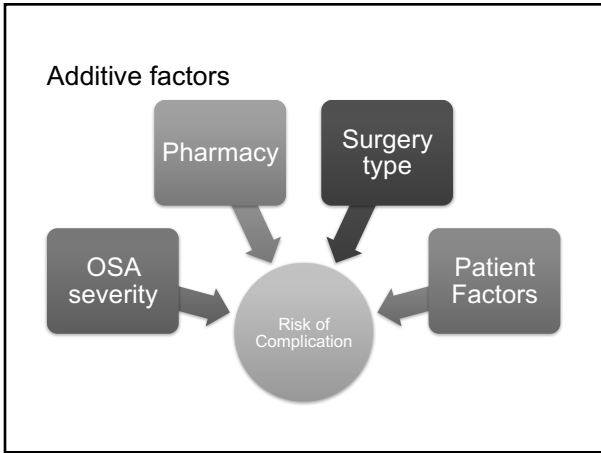 Additive factors
Pharmacy
Surgery
type
OSA
severity
Patient
Factors
Risk of
Complication